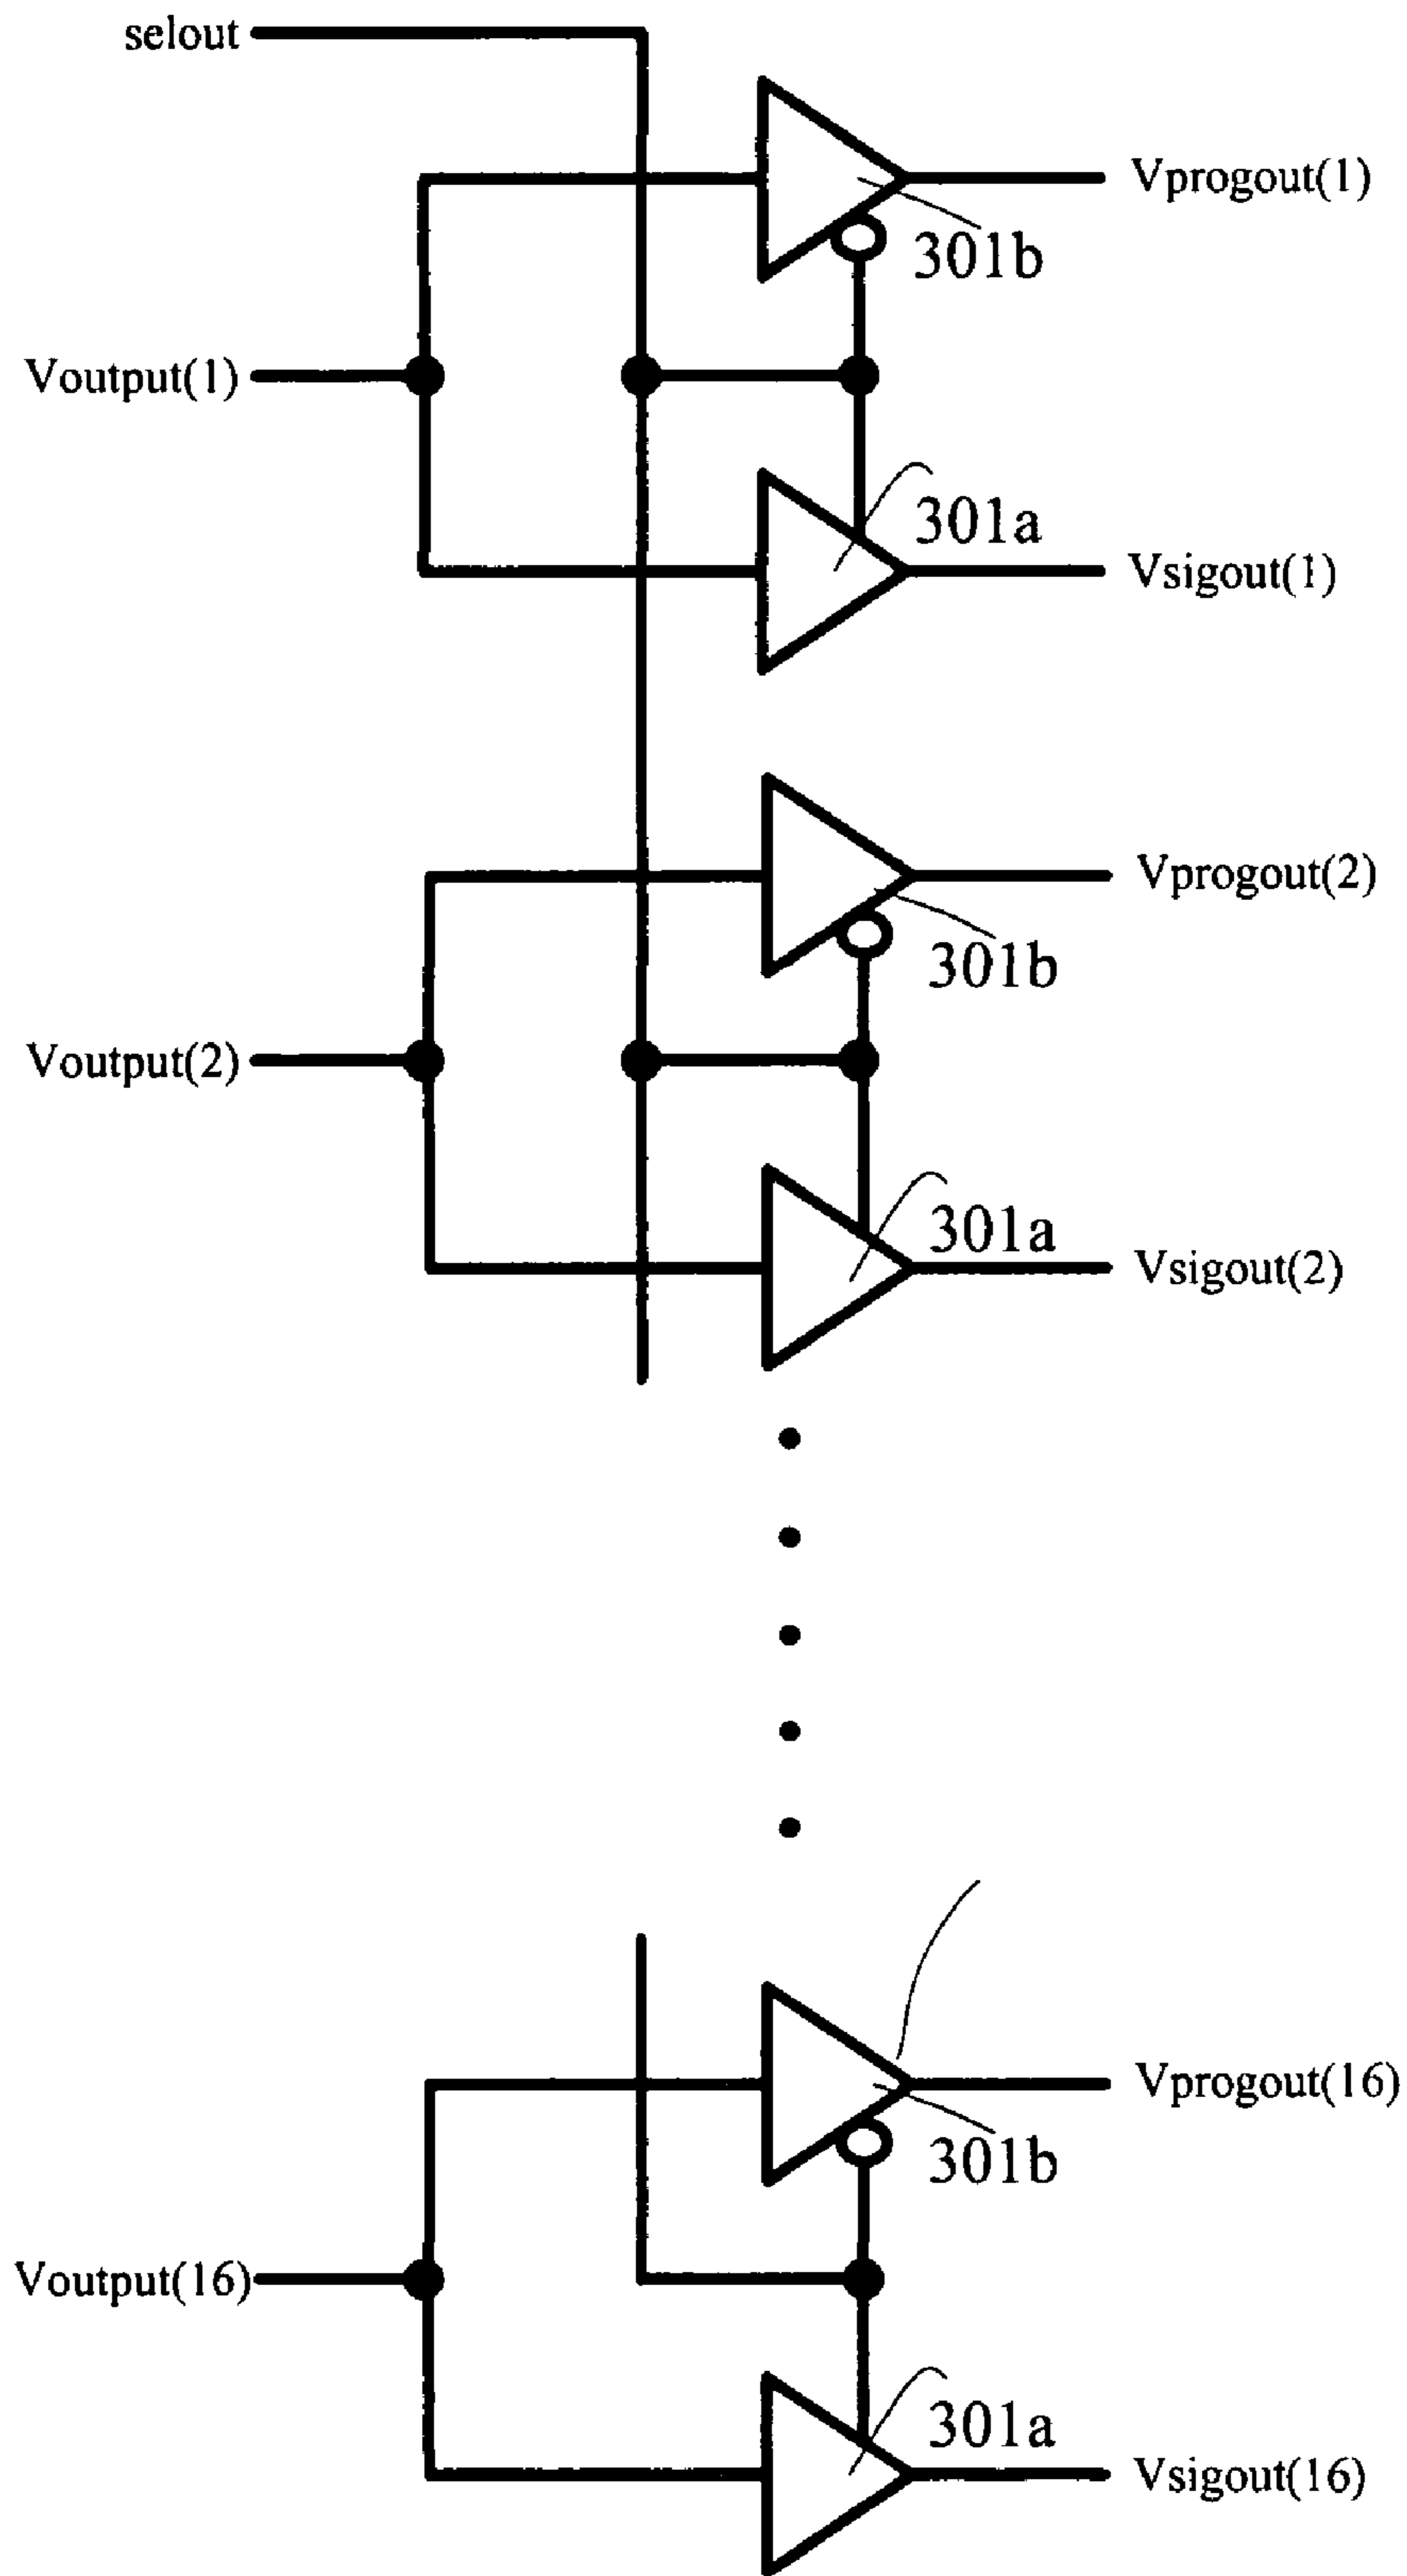 selout
Vprogout(1)
301b
Voutput(1)
301a
Vsigout(1)
Vprogout(2)
301b
Voutput(2)
301a
Vsigout(2)
Vprogout(16)
301b
Voutput(16)
301a
Vsigout(16)